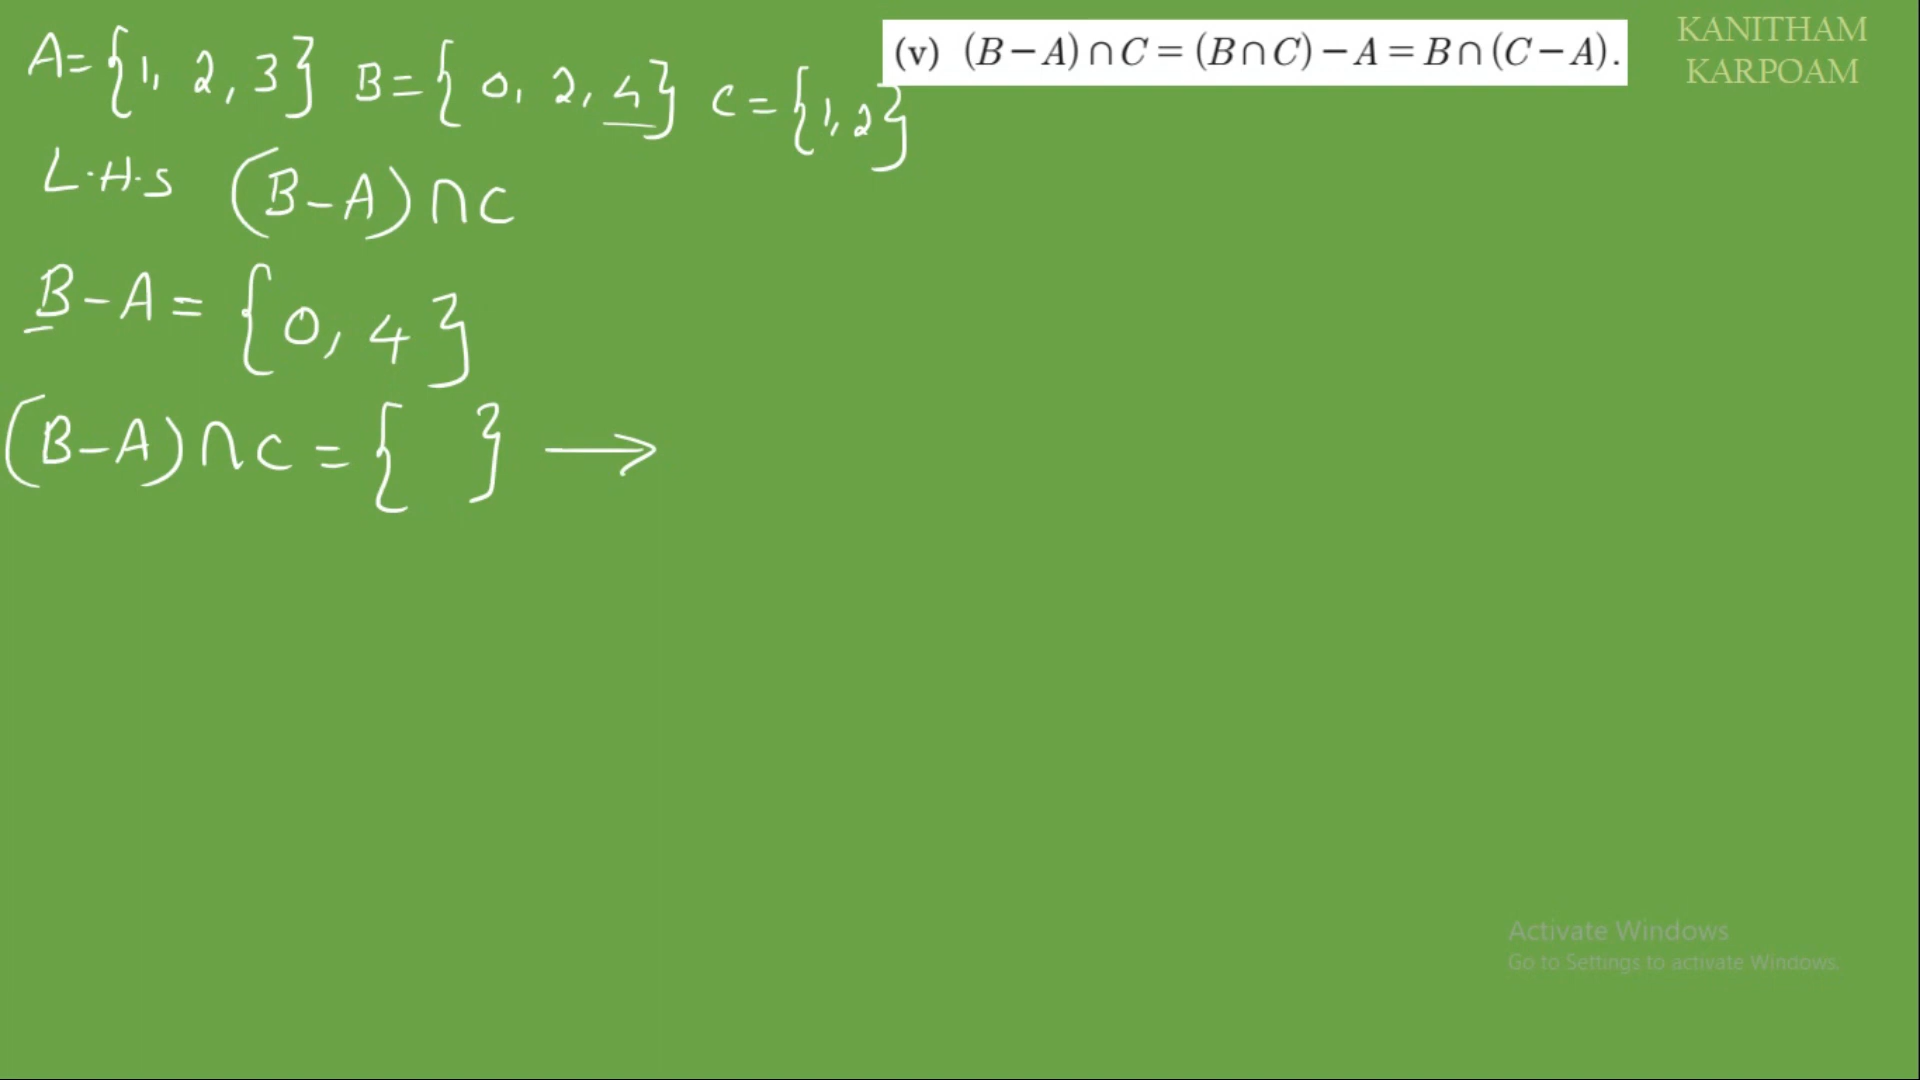 A = {1, 2, 3} B = {0, 2, 4} C = {1, 2}
(v) (B − A) ∩ C = (B ∩ C) − A = B ∩ (C − A).
KANITHAM
KARPOAM
L.H.S (B − A) ∩ C
B − A = {0, 4}
(B − A) ∩ C = { } →
Activate Windows
Go to Settings to activate Windows.